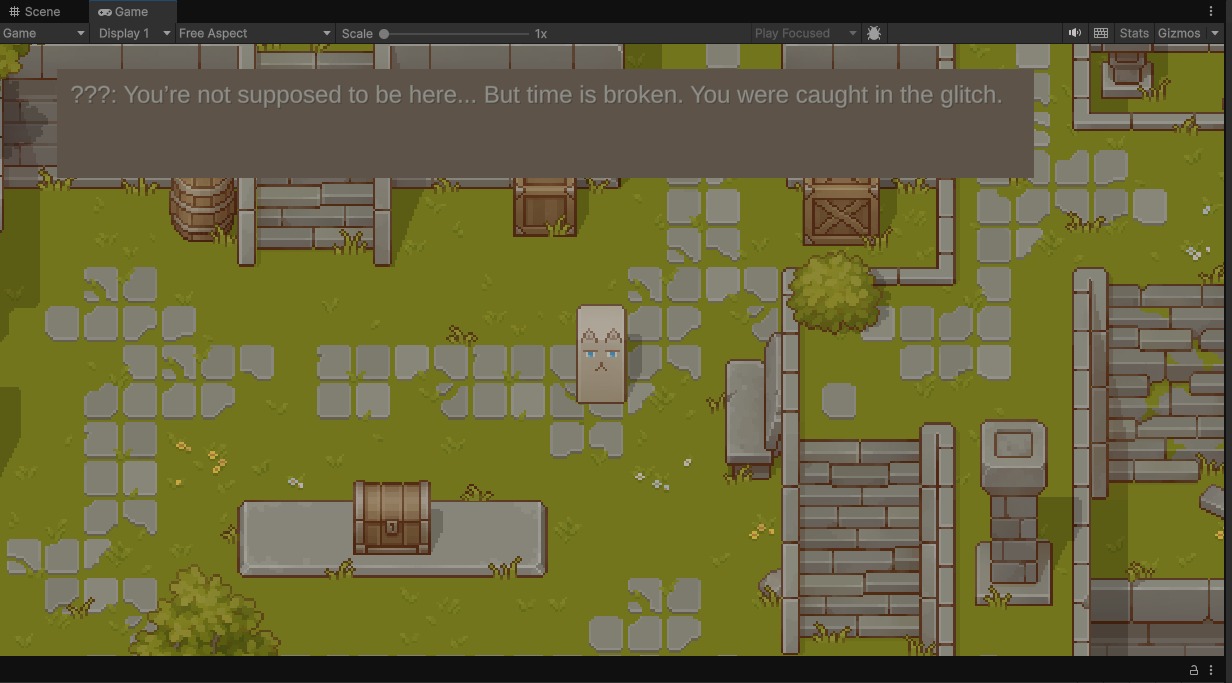 Scene
Game
Game
Display 1
Free Aspect
Scale
1x
Play Focused
Stats
Gizmos
???: You’re not supposed to be here... But time is broken. You were caught in the glitch.